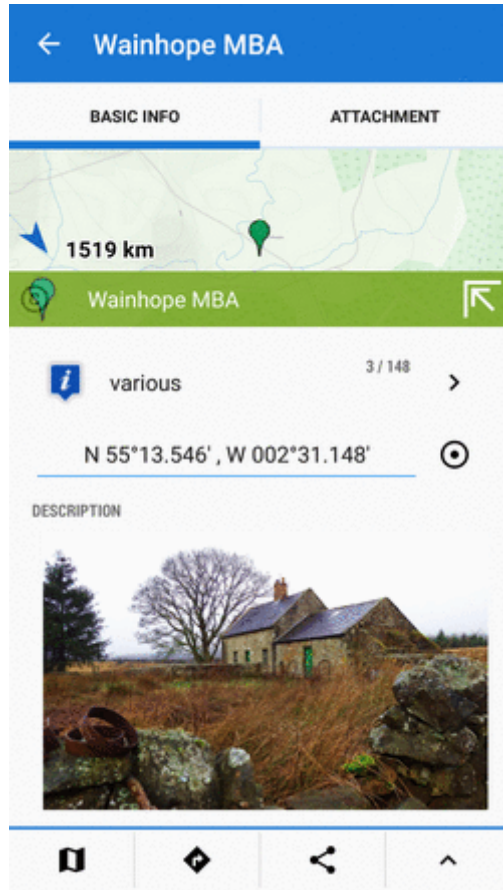 Wainhope MBA
BASIC INFO
ATTACHMENT
1519 km
Wainhope MBA
various
3 / 148
N 55°13.546' , W 002°31.148'
DESCRIPTION